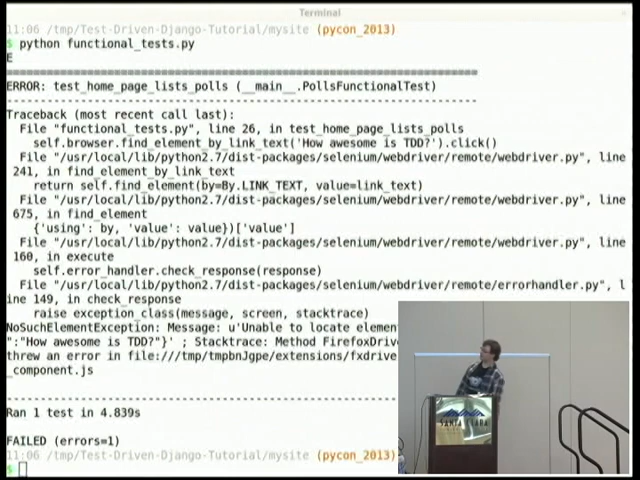 Terminal
11:06 /tmp/Test-Driven-Django-Tutorial/mysite (pycon_2013)
$ python functional_tests.py
E
======================================================================
ERROR: test_home_page_lists_polls (__main__.PollsFunctionalTest)
----------------------------------------------------------------------
Traceback (most recent call last):
File "functional_tests.py", line 26, in test_home_page_lists_polls
self.browser.find_element_by_link_text('How awesome is TDD?').click()
File "/usr/local/lib/python2.7/dist-packages/selenium/webdriver/remote/webdriver.py", line
241, in find_element_by_link_text
return self.find_element(by=By.LINK_TEXT, value=link_text)
File "/usr/local/lib/python2.7/dist-packages/selenium/webdriver/remote/webdriver.py", line
675, in find_element
{'using': by, 'value': value})['value']
File "/usr/local/lib/python2.7/dist-packages/selenium/webdriver/remote/webdriver.py", line
160, in execute
self.error_handler.check_response(response)
File "/usr/local/lib/python2.7/dist-packages/selenium/webdriver/remote/errorhandler.py", l
ine 149, in check_response
raise exception_class(message, screen, stacktrace)
NoSuchElementException: Message: u'Unable to locate elemen
":"How awesome is TDD?"}' ; Stacktrace: Method FirefoxDriv
threw an error in file:///tmp/tmpbnJgpe/extensions/fxdrive
_component.js
----------------------------------------------------------------------
Ran 1 test in 4.839s
FAILED (errors=1)
11:06 /tmp/Test-Driven-Django-Tutorial/mysite (pycon_2013)
$
SANTA CLARA